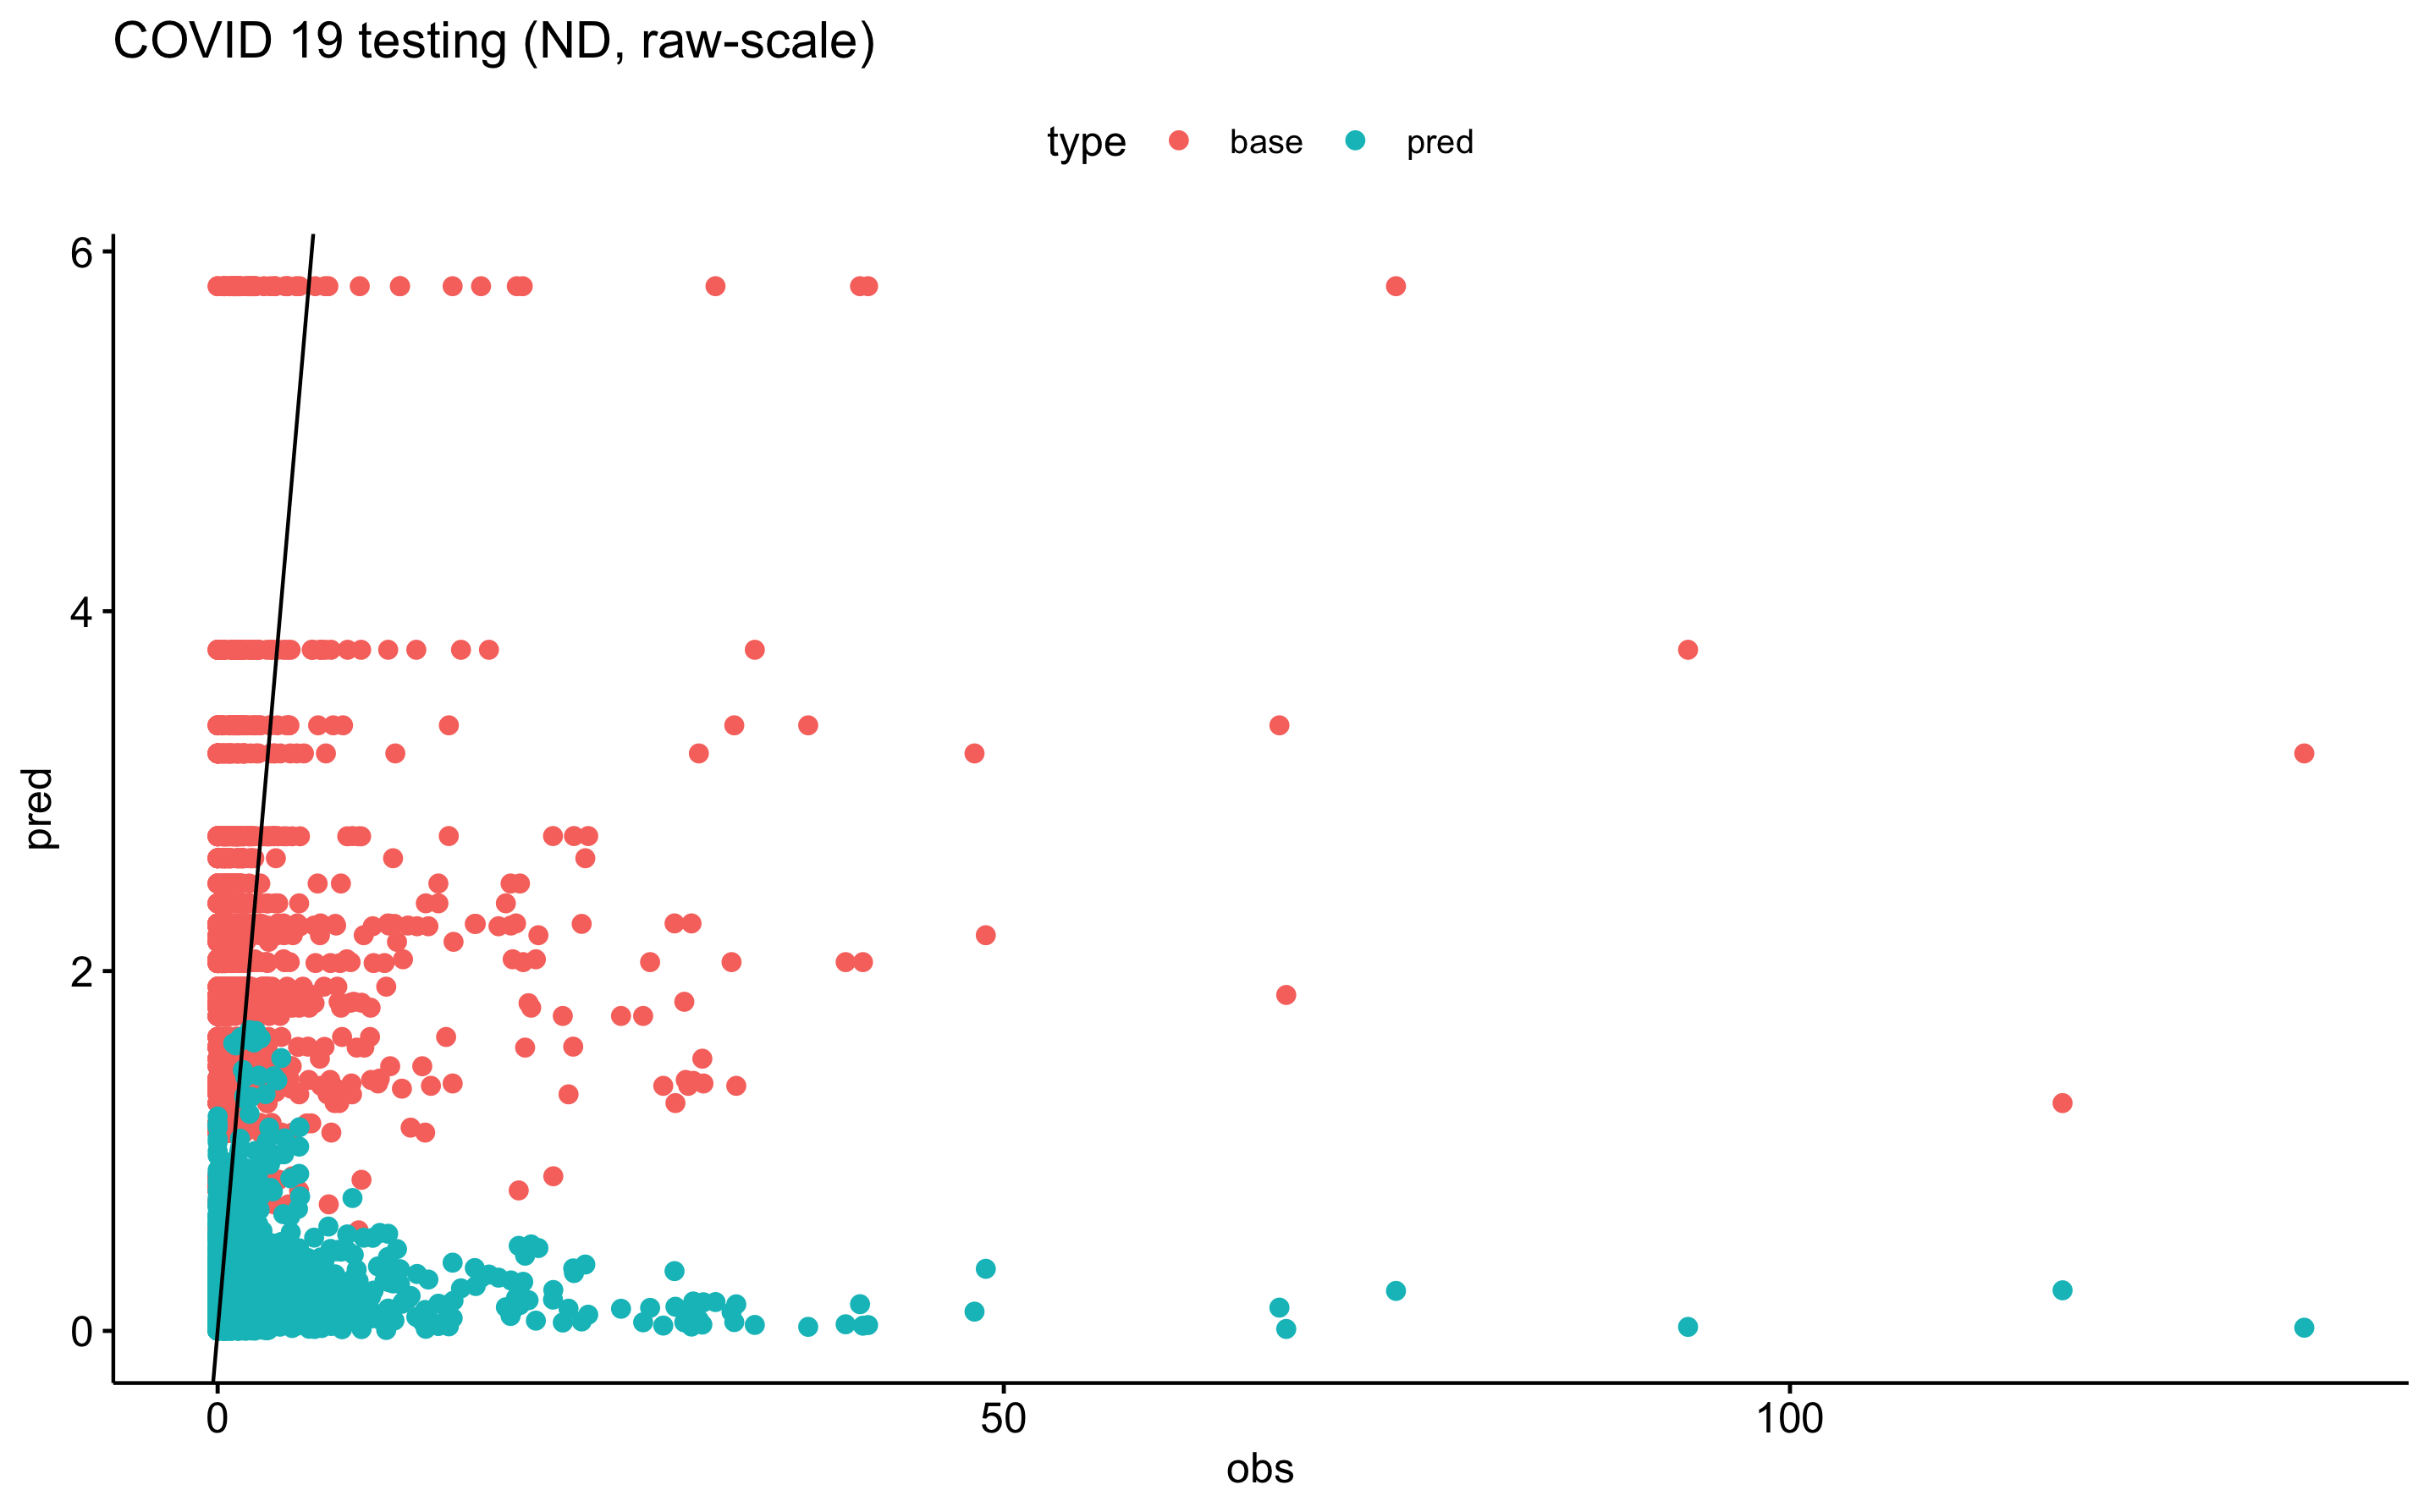 COVID 19 testing (ND, raw-scale)
type base pred
6
4
2
0
pred
0 50 100
obs